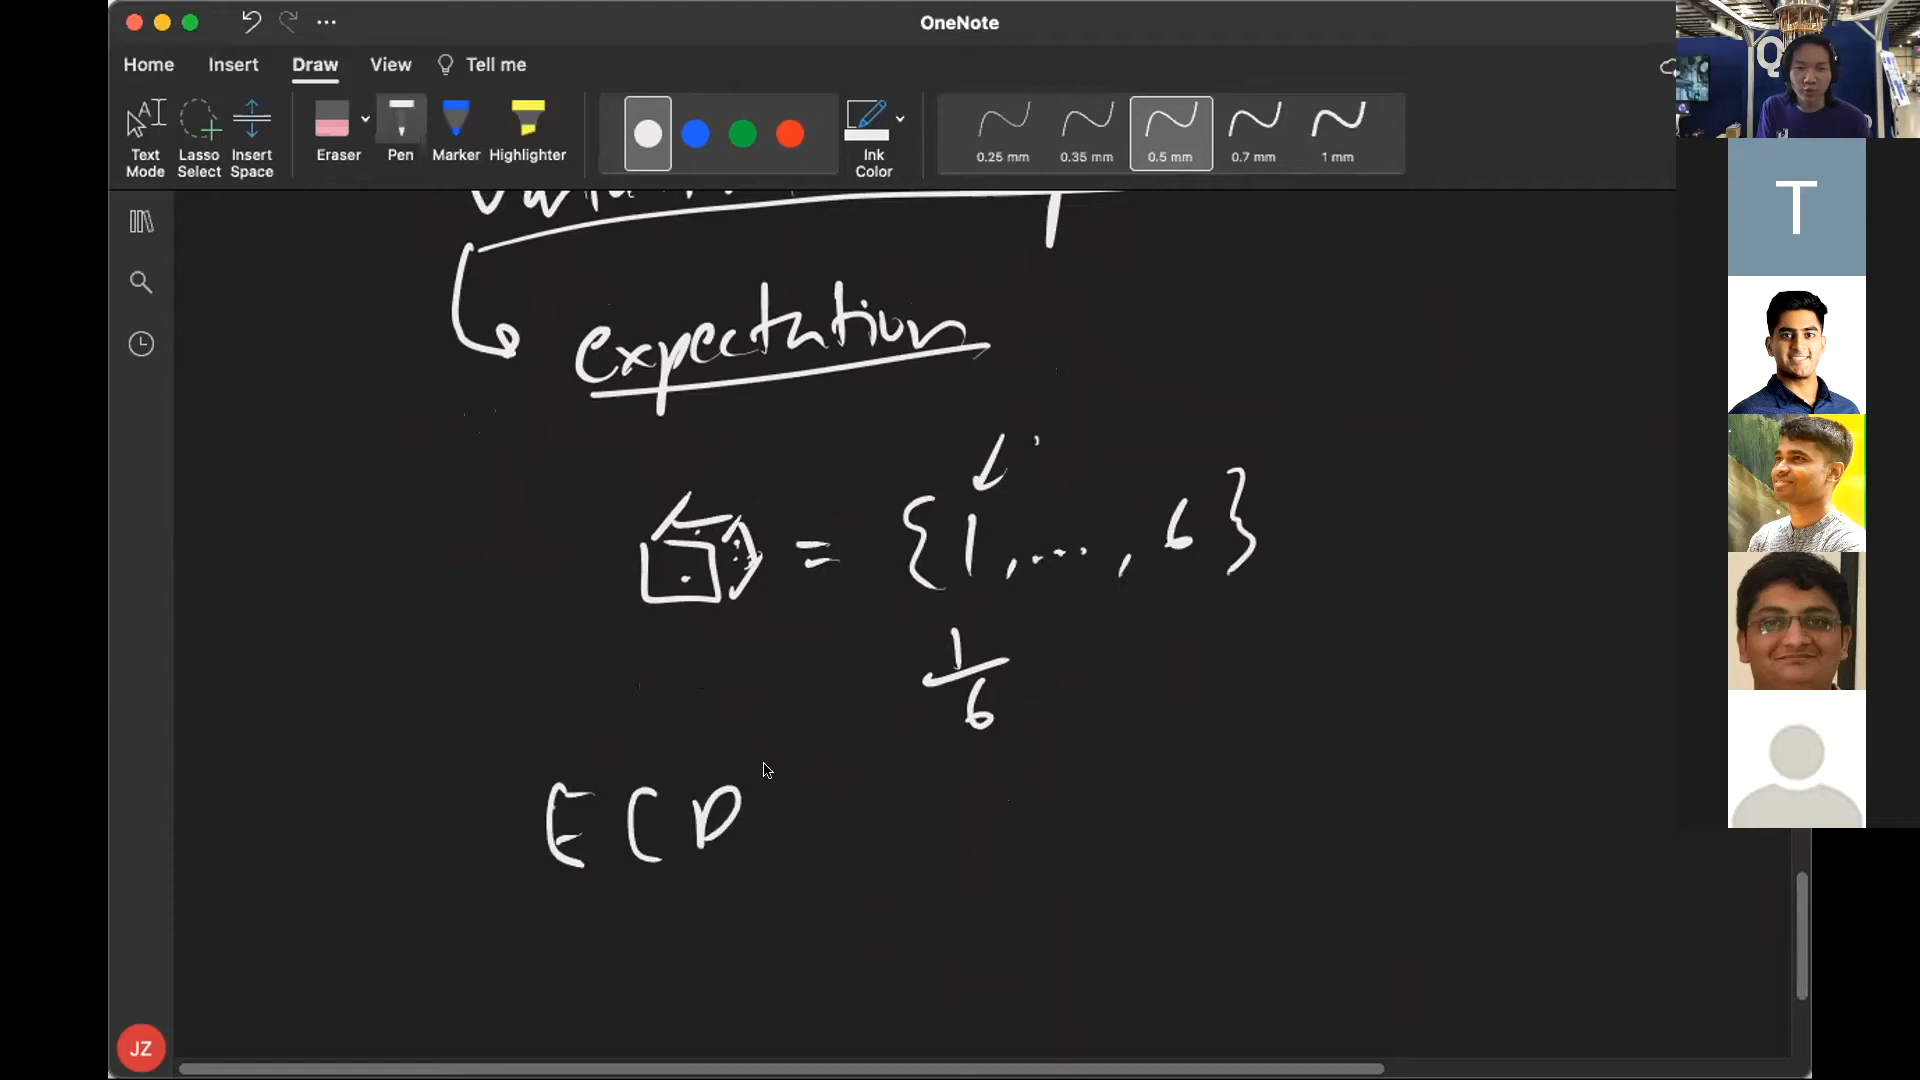 OneNote
Home Insert Draw View Tell me
Text Mode Lasso Select Insert Space Eraser Pen Marker Highlighter Ink Color 0.25 mm 0.35 mm 0.5 mm 0.7 mm 1 mm
Q
T
expectation
= {1, ..., 6}
1
6
E [ D
JZ